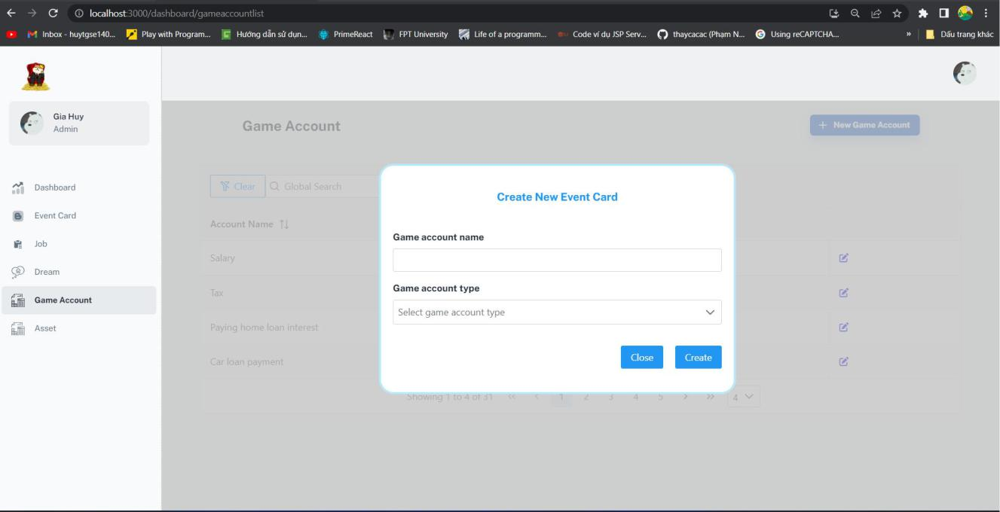 localhost:3000/dashboard/gameaccountlist
Inbox - huytgse140... Play with Program... Hướng dẫn sử dụn... PrimeReact FPT University Life of a programm... Code ví dụ JSP Serv... thaycacac (Phạm N... Using reCAPTCHA... » Dấu trang khác
Gia Huy
Admin
Dashboard
Event Card
Job
Dream
Game Account
Asset
Game Account
+ New Game Account
Clear Global Search
Account Name
Salary
Tax
Paying home loan interest
Car loan payment
Create New Event Card
Game account name
Game account type
Select game account type
Close Create
Showing 1 to 4 of 31 << < 1 2 3 4 5 > >> 4